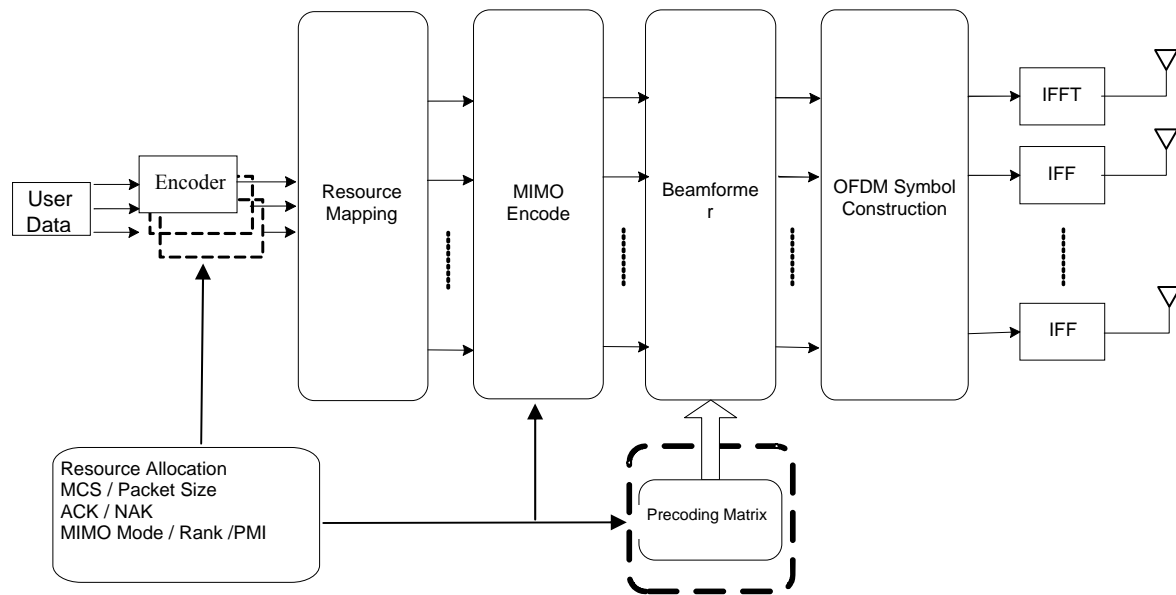 User
Data
Encoder
Resource
Mapping
MIMO
Encode
Beamforme
r
OFDM Symbol
Construction
IFFT
IFF
IFF
Resource Allocation
MCS / Packet Size
ACK / NAK
MIMO Mode / Rank /PMI
Precoding Matrix